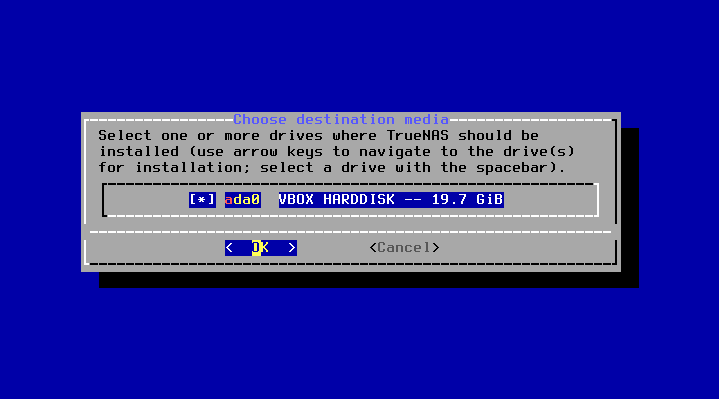 Choose destination media
Select one or more drives where TrueNAS should be
installed (use arrow keys to navigate to the drive(s)
for installation; select a drive with the spacebar).
[*] ada0  VBOX HARDDISK -- 19.7 GiB
<  OK  > <Cancel>